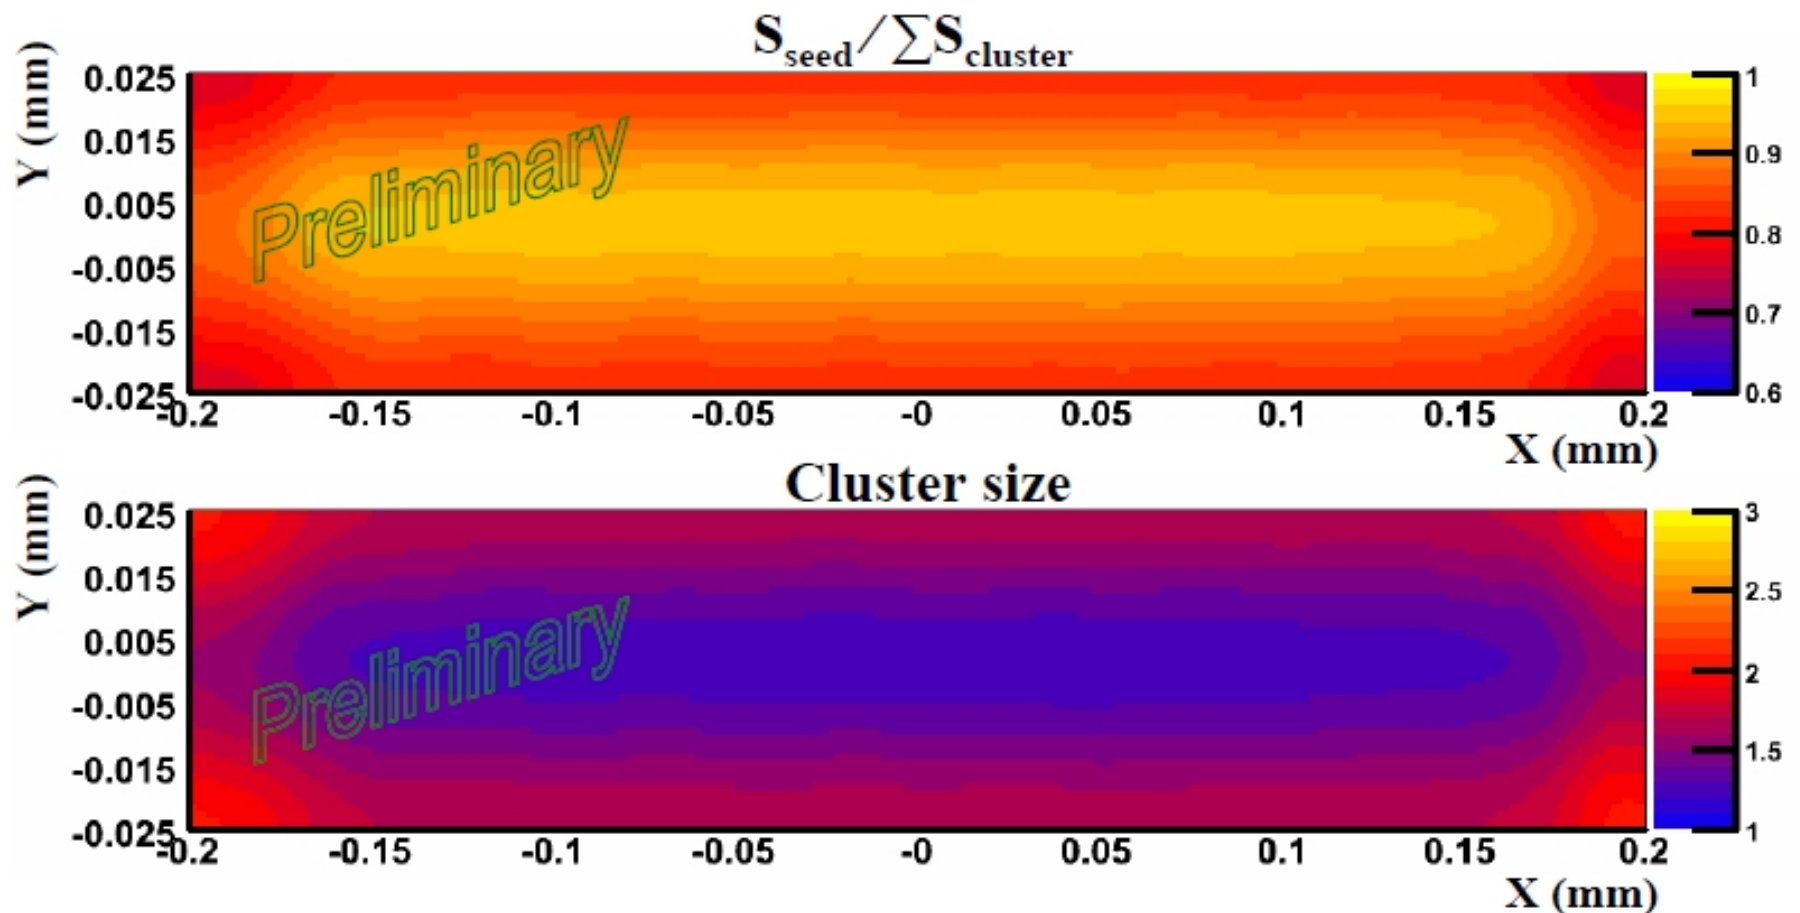 S_seed/∑S_cluster
Y (mm)
0.025
0.015
0.005
-0.005
-0.015
-0.025
Preliminary
1
0.9
0.8
0.7
0.6
-0.2 -0.15 -0.1 -0.05 -0 0.05 0.1 0.15 0.2
X (mm)
Cluster size
Y (mm)
0.025
0.015
0.005
-0.005
-0.015
-0.025
Preliminary
3
2.5
2
1.5
1
-0.2 -0.15 -0.1 -0.05 -0 0.05 0.1 0.15 0.2
X (mm)